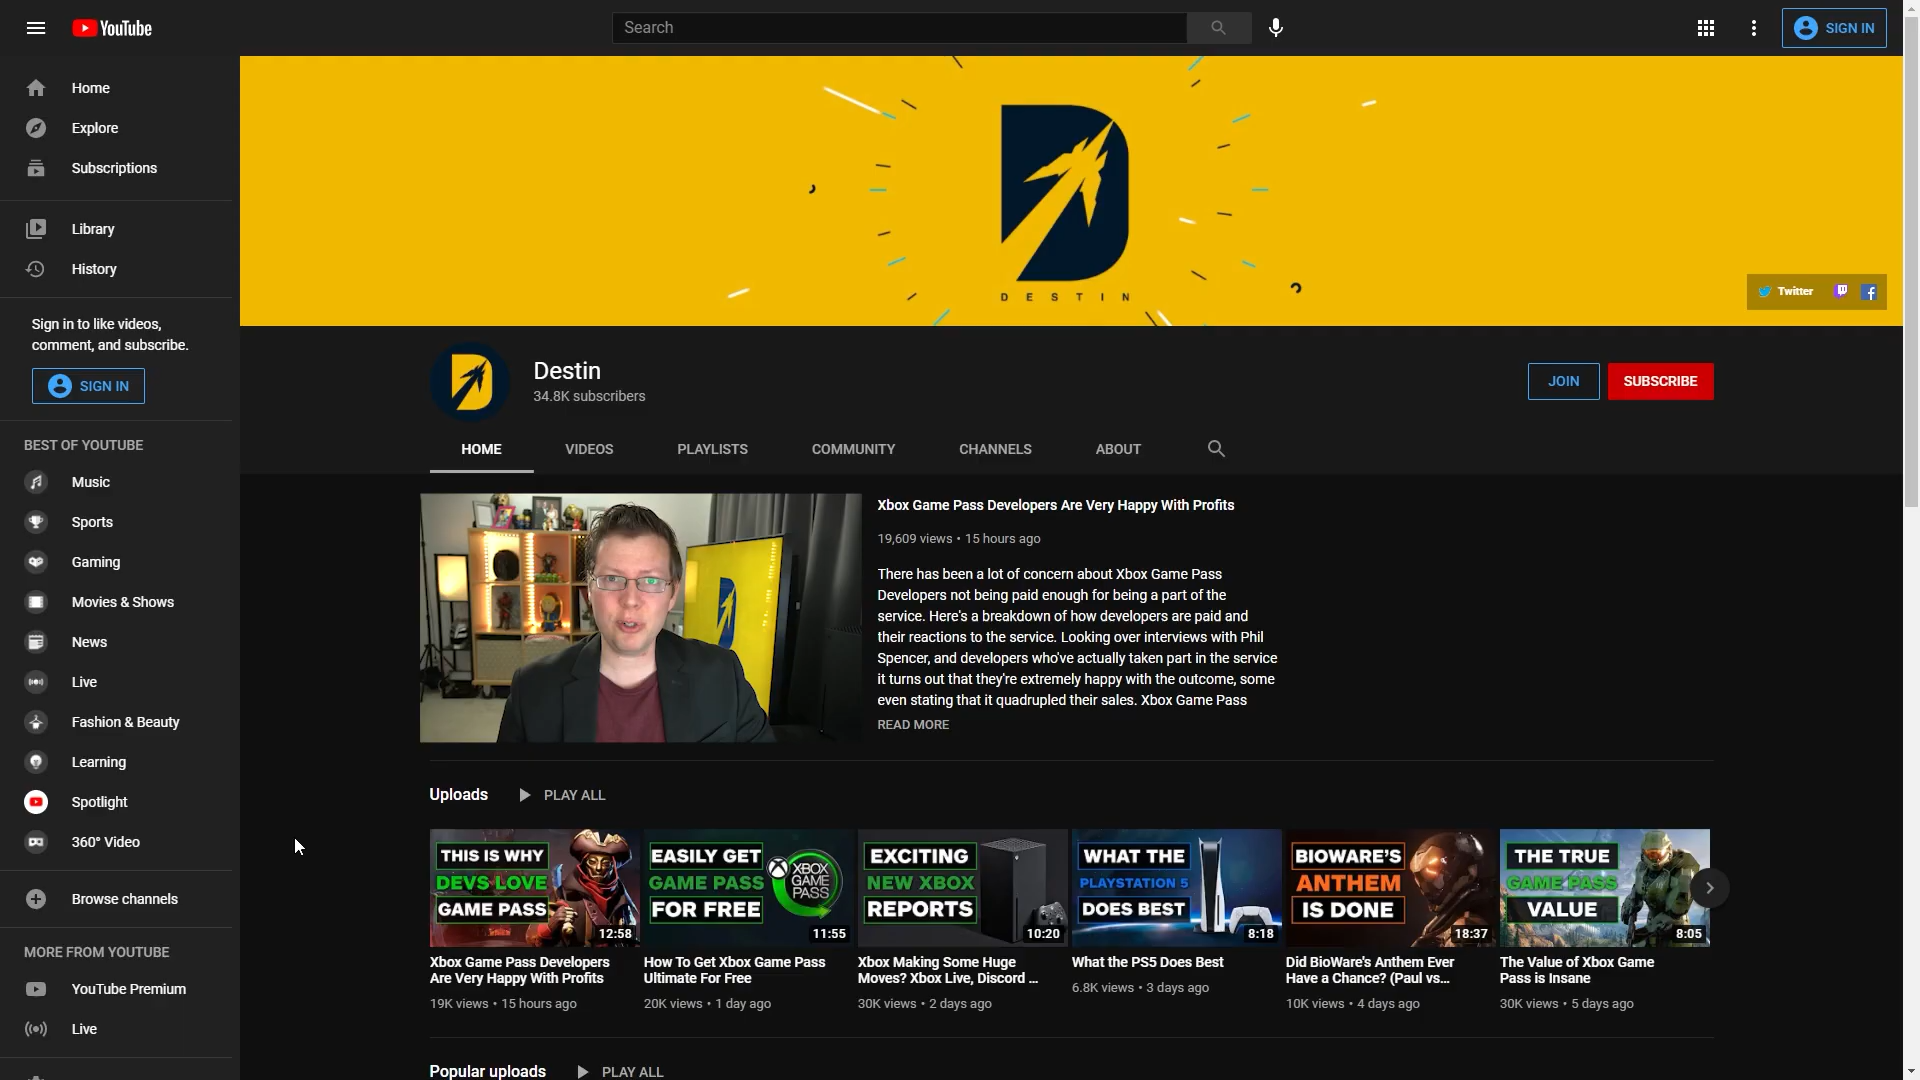 YouTube
Search
SIGN IN
Home
Explore
Subscriptions
Library
History
Sign in to like videos,
comment, and subscribe.
SIGN IN
BEST OF YOUTUBE
Music
Sports
Gaming
Movies & Shows
News
Live
Fashion & Beauty
Learning
Spotlight
360° Video
Browse channels
MORE FROM YOUTUBE
YouTube Premium
Live
DESTIN
Twitter
Destin
34.8K subscribers
JOIN
SUBSCRIBE
HOME VIDEOS PLAYLISTS COMMUNITY CHANNELS ABOUT
Xbox Game Pass Developers Are Very Happy With Profits
19,609 views • 15 hours ago
There has been a lot of concern about Xbox Game Pass
Developers not being paid enough for being a part of the
service. Here's a breakdown of how developers are paid and
their reactions to the service. Looking over interviews with Phil
Spencer, and developers who've actually taken part in the service
it turns out that they're extremely happy with the outcome, some
even stating that it quadrupled their sales. Xbox Game Pass
READ MORE
Uploads PLAY ALL
THIS IS WHY
DEVS LOVE
GAME PASS
12:58
Xbox Game Pass Developers
Are Very Happy With Profits
19K views • 15 hours ago
EASILY GET
GAME PASS
FOR FREE
XBOX
GAME
PASS
11:55
How To Get Xbox Game Pass
Ultimate For Free
20K views • 1 day ago
EXCITING
NEW XBOX
REPORTS
10:20
Xbox Making Some Huge
Moves? Xbox Live, Discord ...
30K views • 2 days ago
WHAT THE
PLAYSTATION 5
DOES BEST
8:18
What the PS5 Does Best
6.8K views • 3 days ago
BIOWARE'S
ANTHEM
IS DONE
18:37
Did BioWare's Anthem Ever
Have a Chance? (Paul vs...
10K views • 4 days ago
THE TRUE
GAME PASS
VALUE
8:05
The Value of Xbox Game
Pass is Insane
30K views • 5 days ago
Popular uploads PLAY ALL